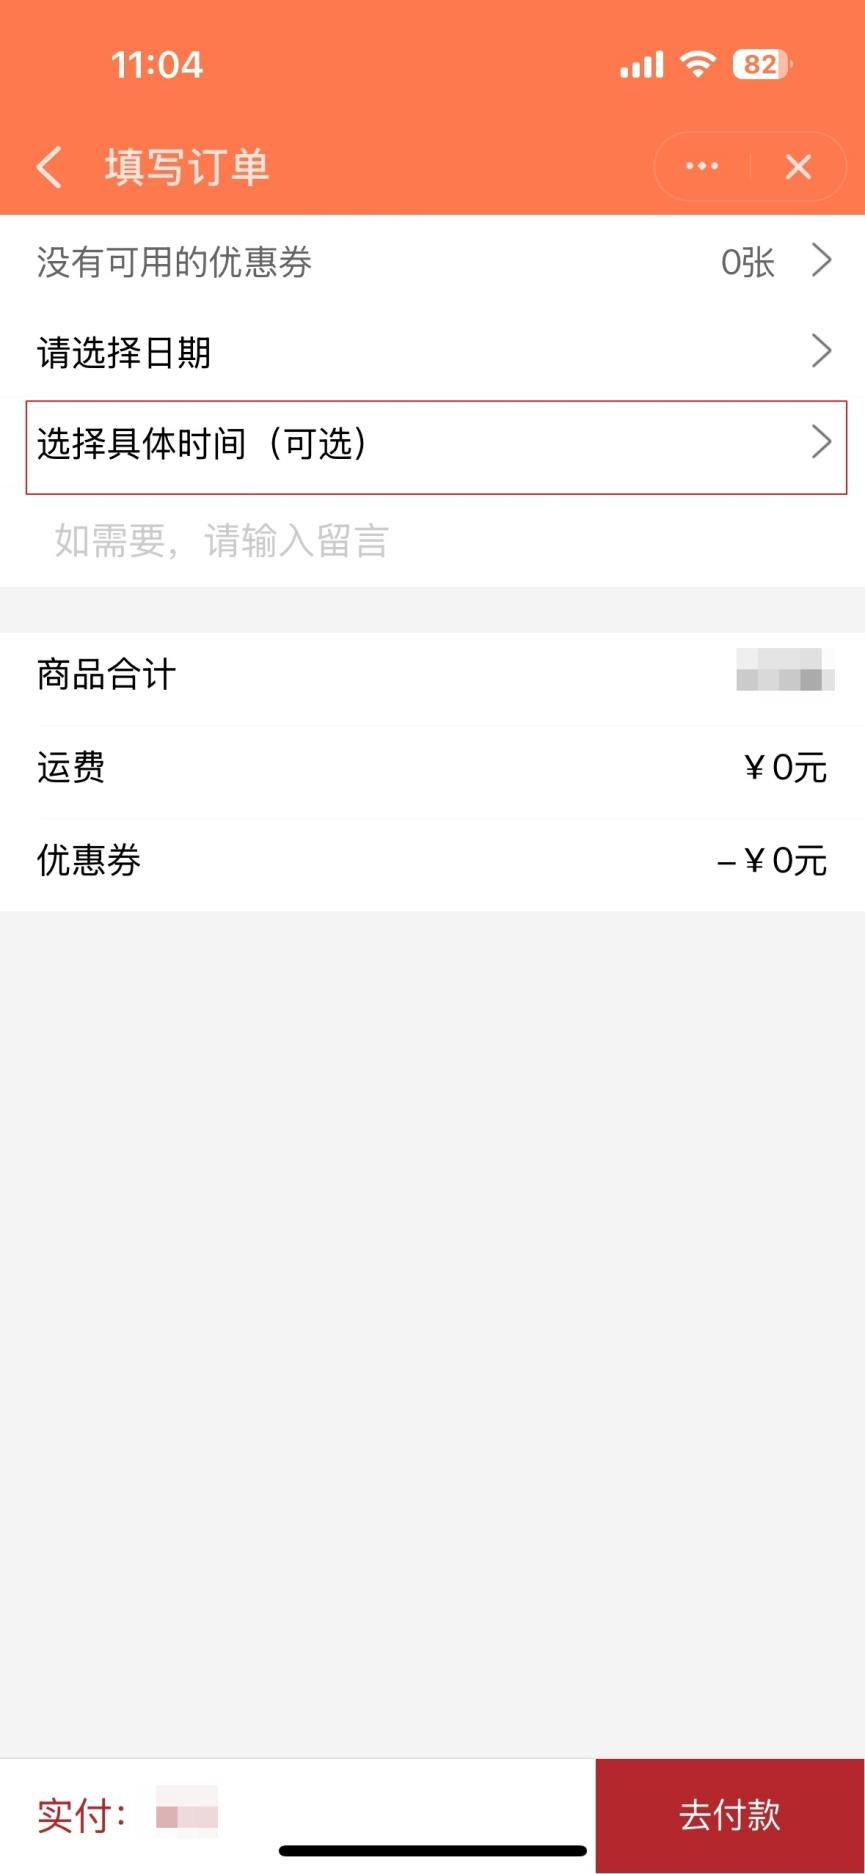 11:04
82
填写订单
没有可用的优惠券 0张
请选择日期
选择具体时间（可选）
如需要，请输入留言
商品合计
运费 ￥0元
优惠券 −￥0元
实付：
去付款